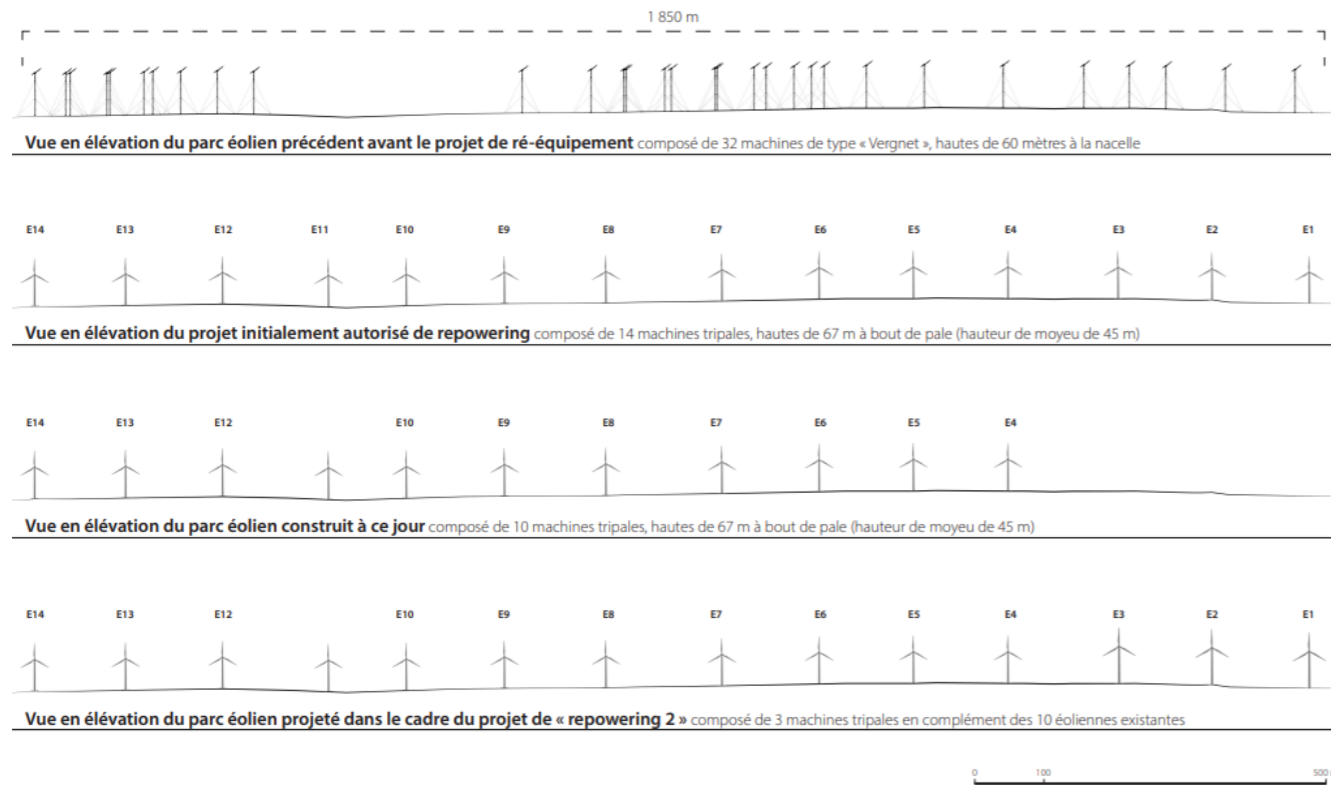 1 850 m
Vue en élévation du parc éolien précédent avant le projet de ré-équipement composé de 32 machines de type « Vergnet », hautes de 60 mètres à la nacelle
E14 E13 E12 E11 E10 E9 E8 E7 E6 E5 E4 E3 E2 E1
Vue en élévation du projet initialement autorisé de repowering composé de 14 machines tripales, hautes de 67 m à bout de pale (hauteur de moyeu de 45 m)
E14 E13 E12 E10 E9 E8 E7 E6 E5 E4
Vue en élévation du parc éolien construit à ce jour composé de 10 machines tripales, hautes de 67 m à bout de pale (hauteur de moyeu de 45 m)
E14 E13 E12 E10 E9 E8 E7 E6 E5 E4 E3 E2 E1
Vue en élévation du parc éolien projeté dans le cadre du projet de « repowering 2 » composé de 3 machines tripales en complément des 10 éoliennes existantes
0 100 500